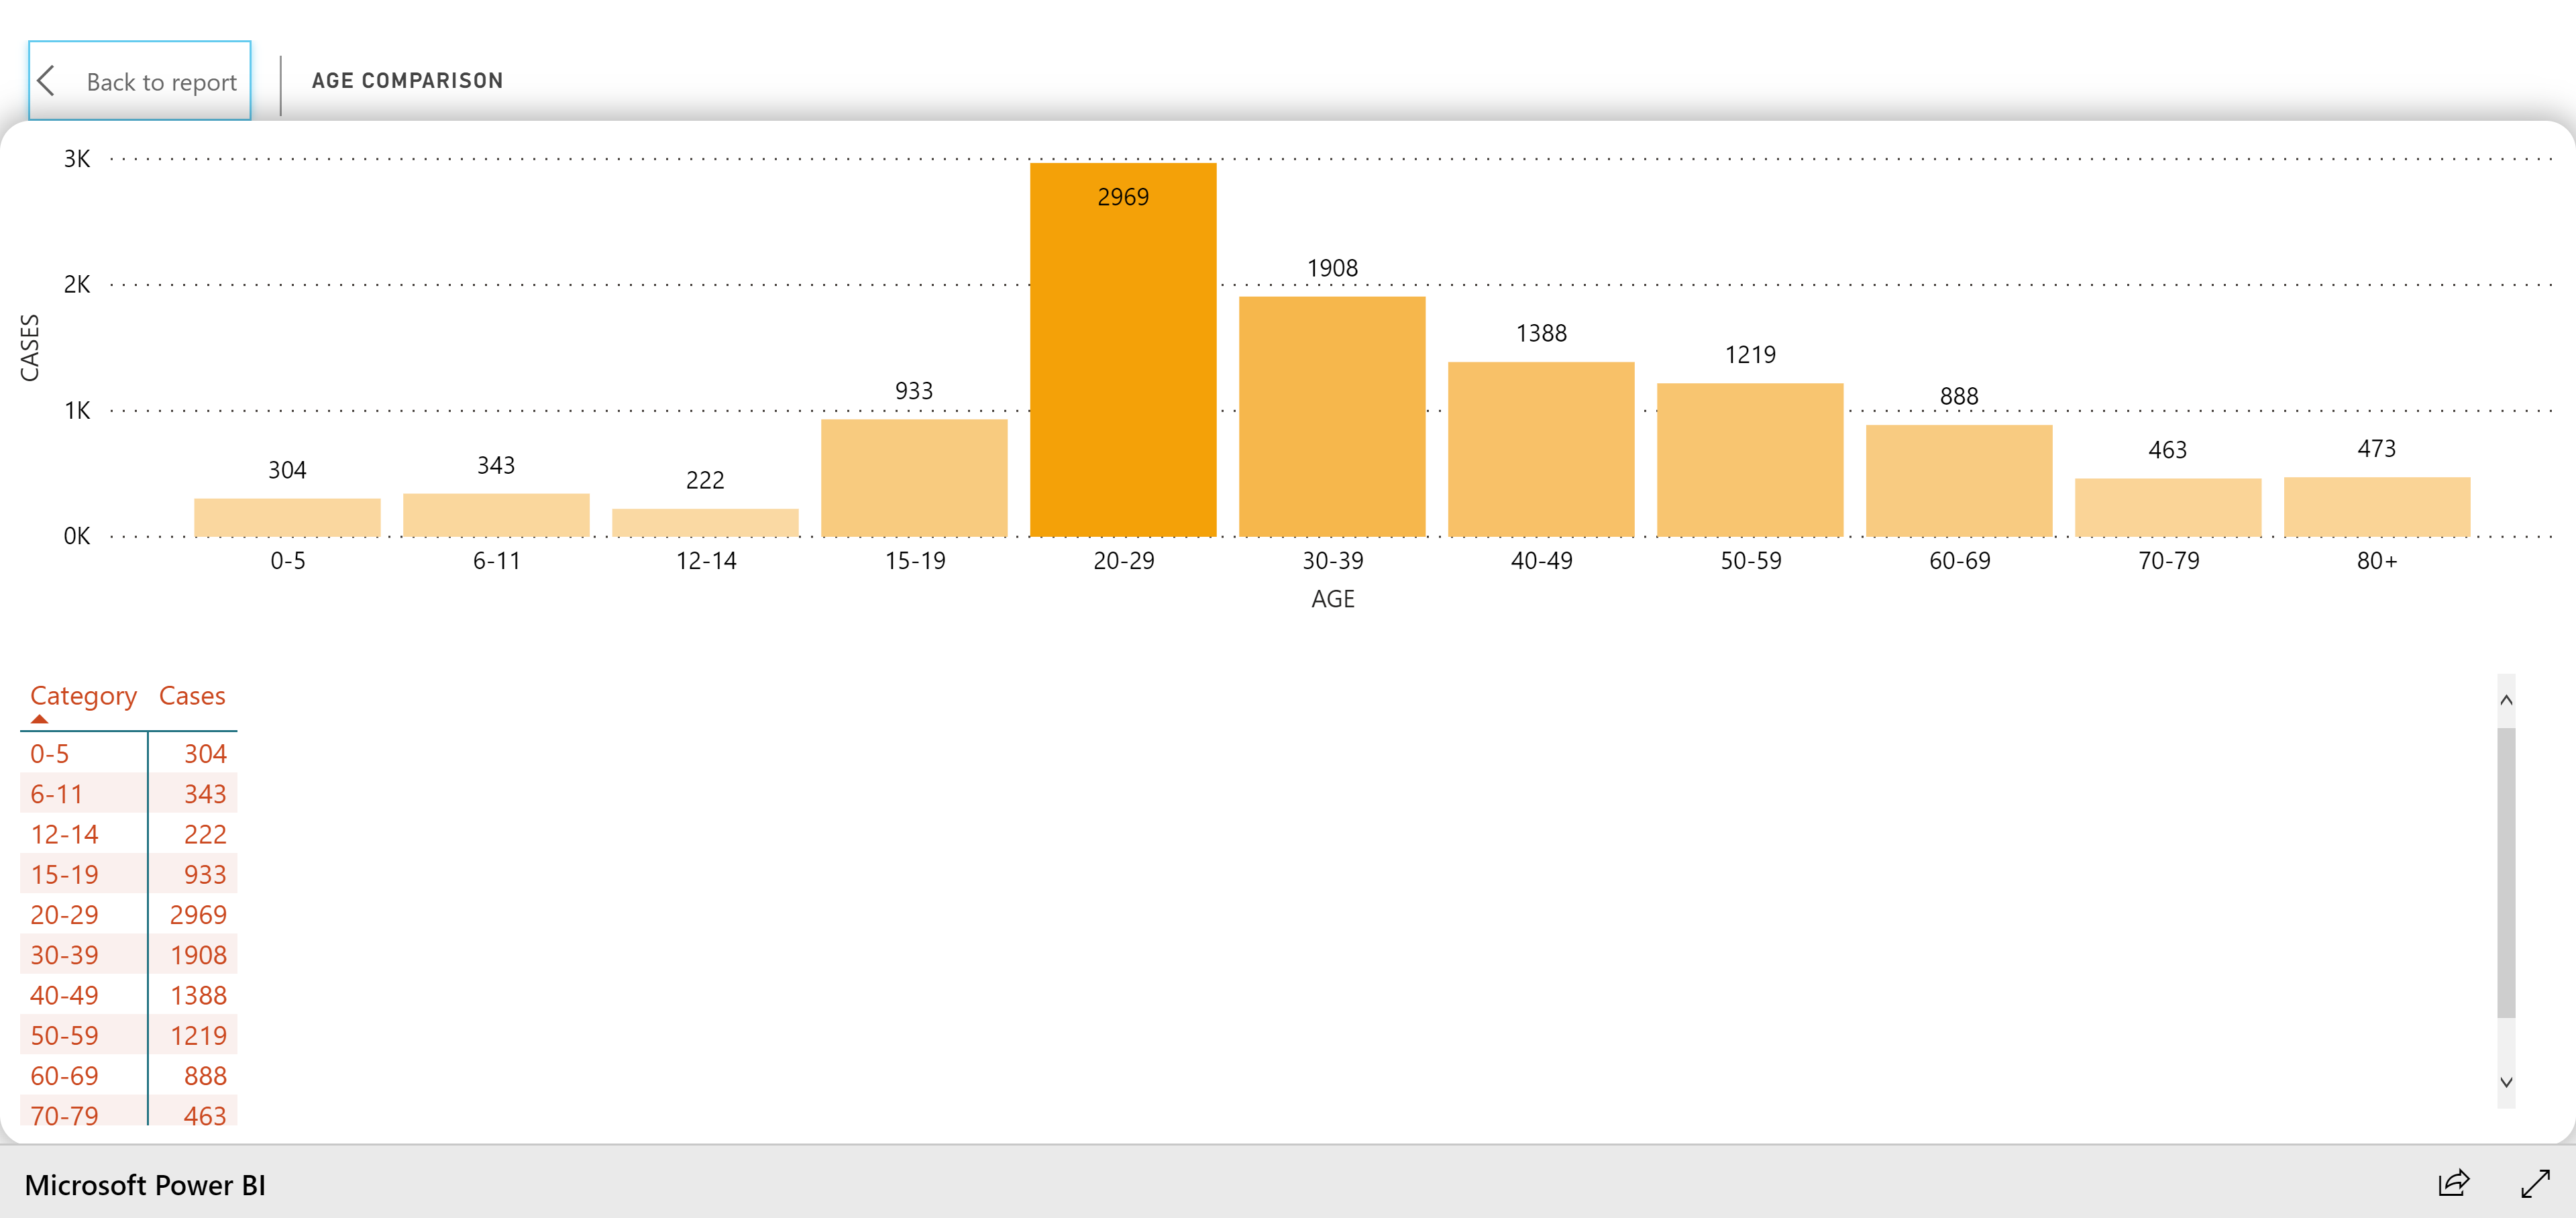 Back to report
AGE COMPARISON
3K
2K
1K
0K
CASES
304
343
222
933
2969
1908
1388
1219
888
463
473
0-5 6-11 12-14 15-19 20-29 30-39 40-49 50-59 60-69 70-79 80+
AGE
Category Cases
0-5 304
6-11 343
12-14 222
15-19 933
20-29 2969
30-39 1908
40-49 1388
50-59 1219
60-69 888
70-79 463
Microsoft Power BI